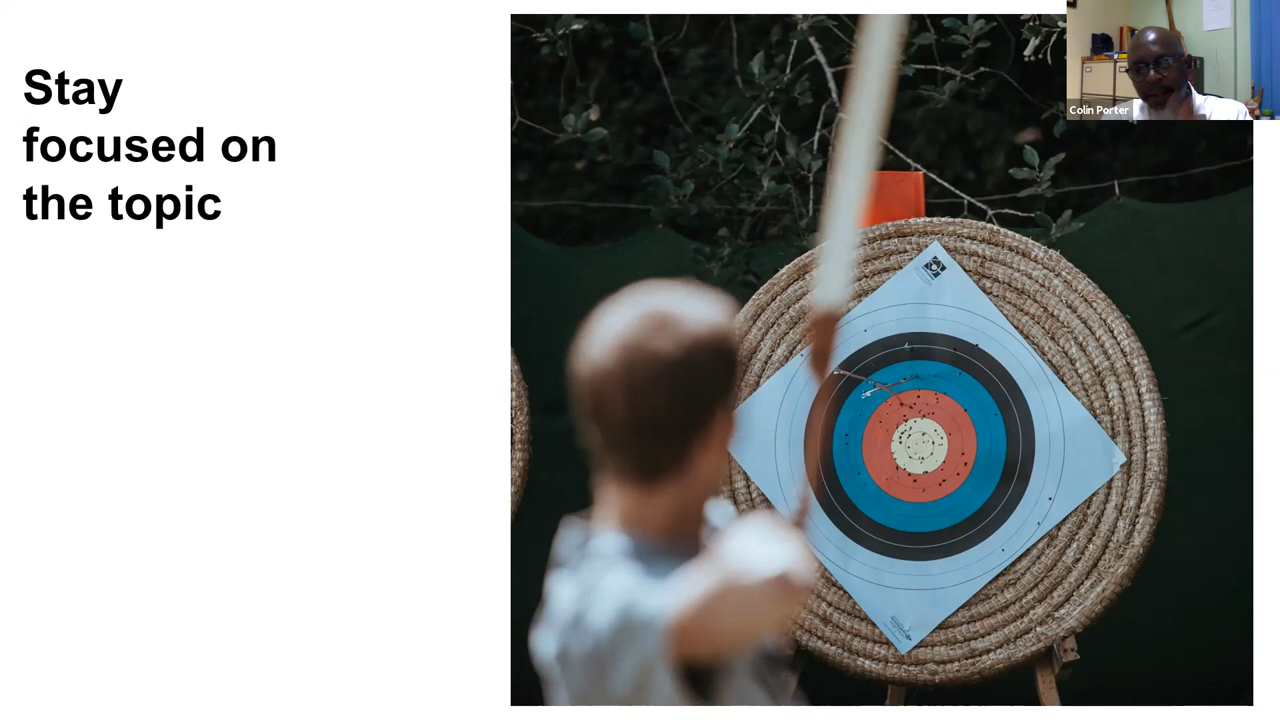 Stay
focused on
the topic
Colin Porter